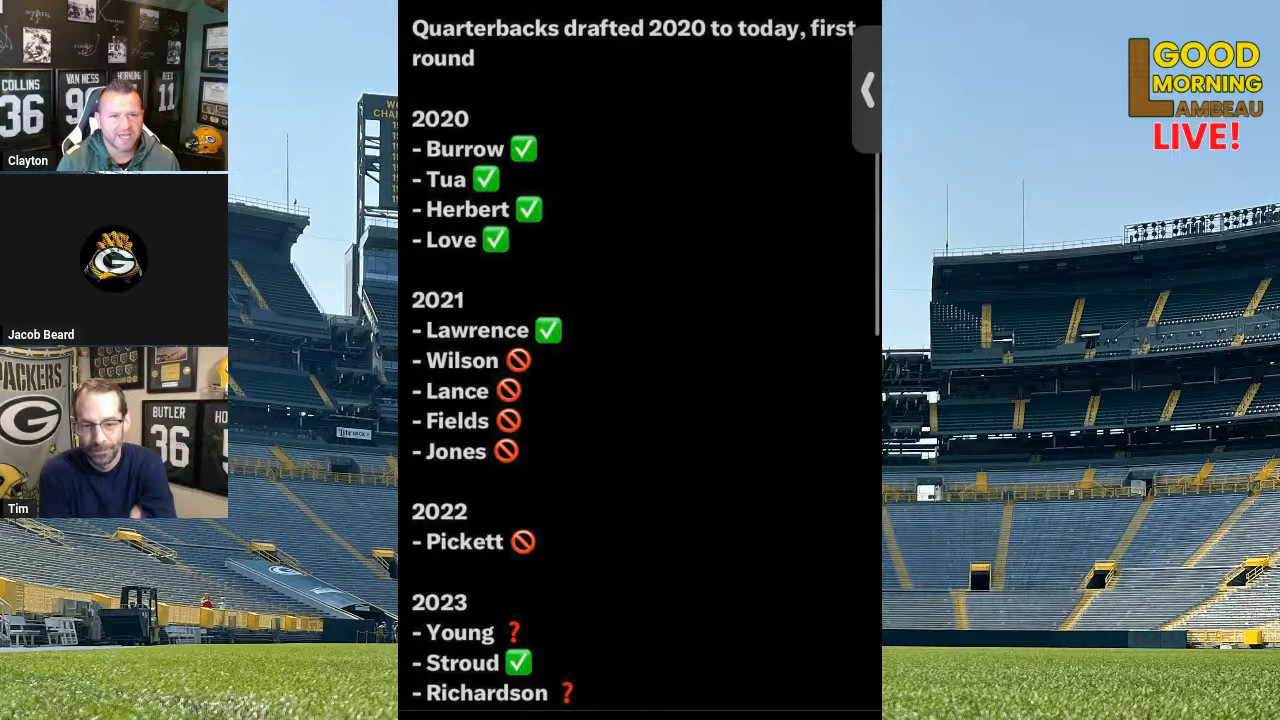 COLLINS
36
VAN NESS
HORNUNG
REED
11
Clayton
Jacob Beard
PACKERS
G
BUTLER
36
Tim
Quarterbacks drafted 2020 to today, first
round
2020
- Burrow ✅
- Tua ✅
- Herbert ✅
- Love ✅
2021
- Lawrence ✅
- Wilson 🚫
- Lance 🚫
- Fields 🚫
- Jones 🚫
2022
- Pickett 🚫
2023
- Young ❓
- Stroud ✅
- Richardson ❓
GOOD
MORNING
LAMBEAU
LIVE!